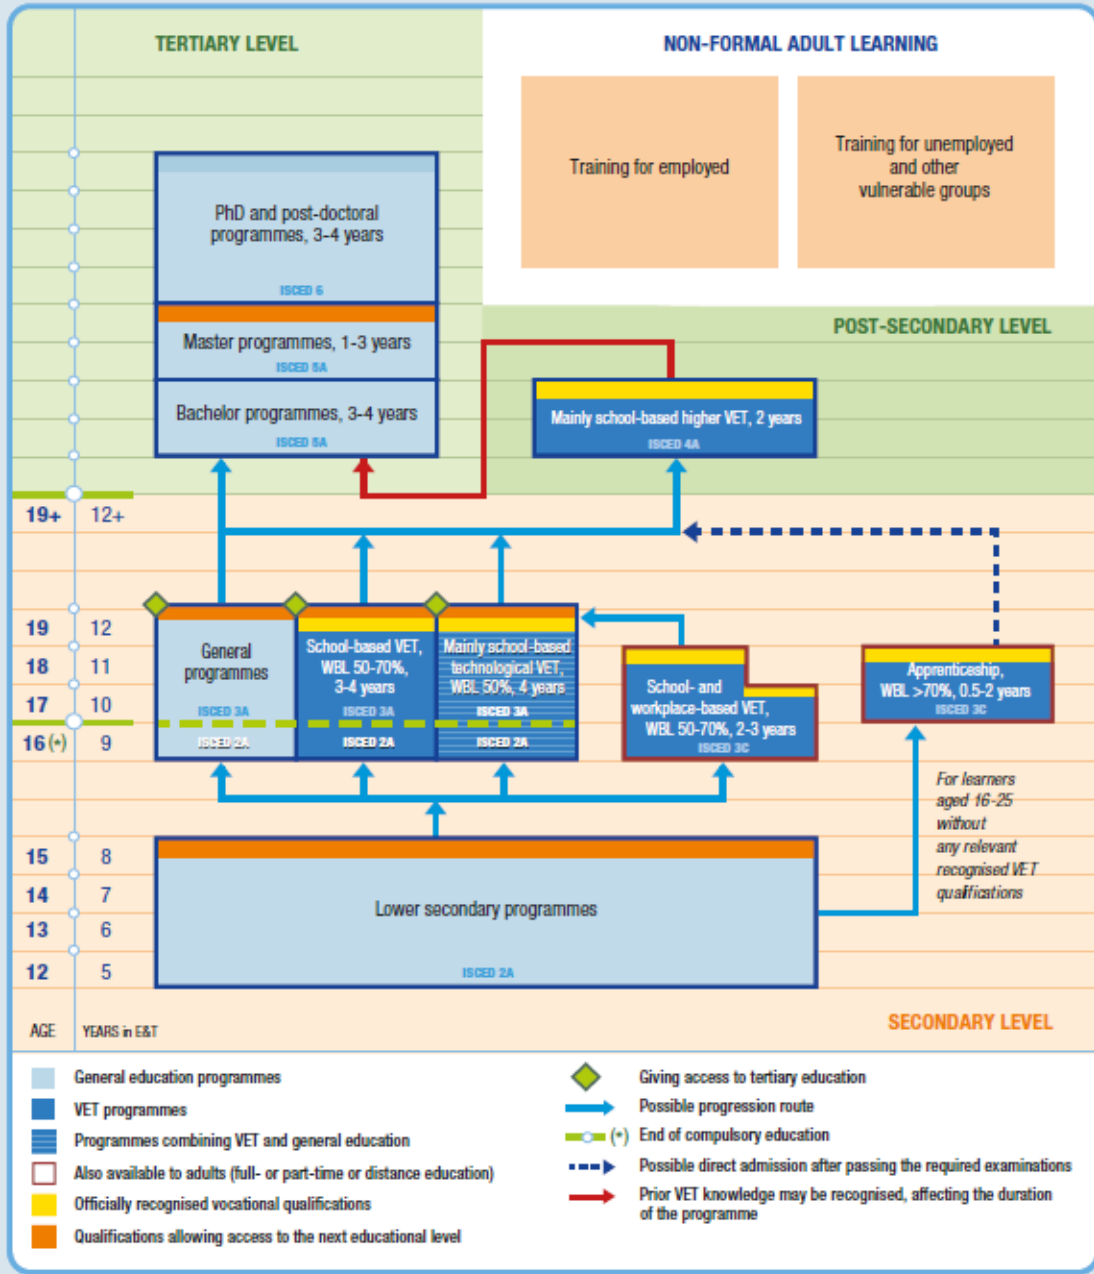 TERTIARY LEVEL
NON-FORMAL ADULT LEARNING
Training for employed
Training for unemployed
and other
vulnerable groups
PhD and post-doctoral
programmes, 3-4 years
ISCED 6
Master programmes, 1-3 years
ISCED 5A
Bachelor programmes, 3-4 years
ISCED 5A
POST-SECONDARY LEVEL
Mainly school-based higher VET, 2 years
ISCED 4A
19+ 12+
19 12
18 11
17 10
16 (*) 9
General
programmes
ISCED 3A
ISCED 2A
School-based VET,
WBL 50-70%,
3-4 years
ISCED 3A
ISCED 2A
Mainly school-based
technological VET,
WBL 50%, 4 years
ISCED 3A
ISCED 2A
School- and
workplace-based VET,
WBL 50-70%, 2-3 years
ISCED 3C
Apprenticeship,
WBL >70%, 0.5-2 years
ISCED 3C
For learners
aged 16-25
without
any relevant
recognised VET
qualifications
15 8
14 7
13 6
12 5
Lower secondary programmes
ISCED 2A
AGE YEARS in E&T
SECONDARY LEVEL
General education programmes
VET programmes
Programmes combining VET and general education
Also available to adults (full- or part-time or distance education)
Officially recognised vocational qualifications
Qualifications allowing access to the next educational level
Giving access to tertiary education
Possible progression route
(*) End of compulsory education
Possible direct admission after passing the required examinations
Prior VET knowledge may be recognised, affecting the duration
of the programme